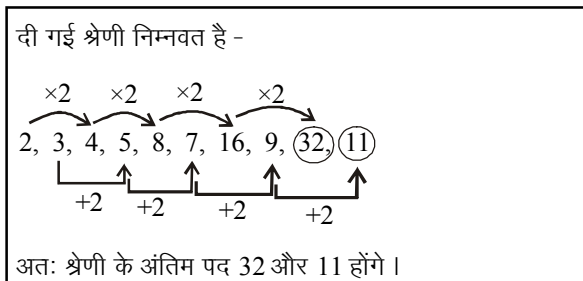 दी गई श्रेणी निम्नवत है -
×2 ×2 ×2 ×2
2, 3, 4, 5, 8, 7, 16, 9, 32, 11
+2 +2 +2 +2
अतः श्रेणी के अंतिम पद 32 और 11 होंगे ।